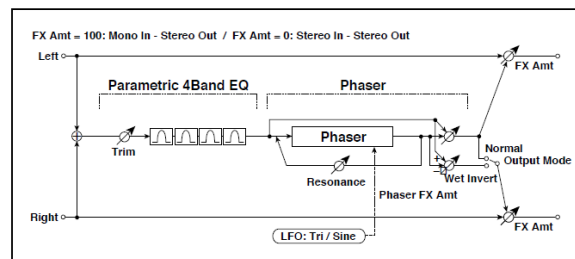 FX Amt = 100: Mono In - Stereo Out / FX Amt = 0: Stereo In - Stereo Out
Left
FX Amt
Parametric 4Band EQ
Phaser
Phaser
Trim
Resonance
+
−
Normal
Output Mode
Wet Invert
Phaser FX Amt
Right
FX Amt
LFO: Tri / Sine